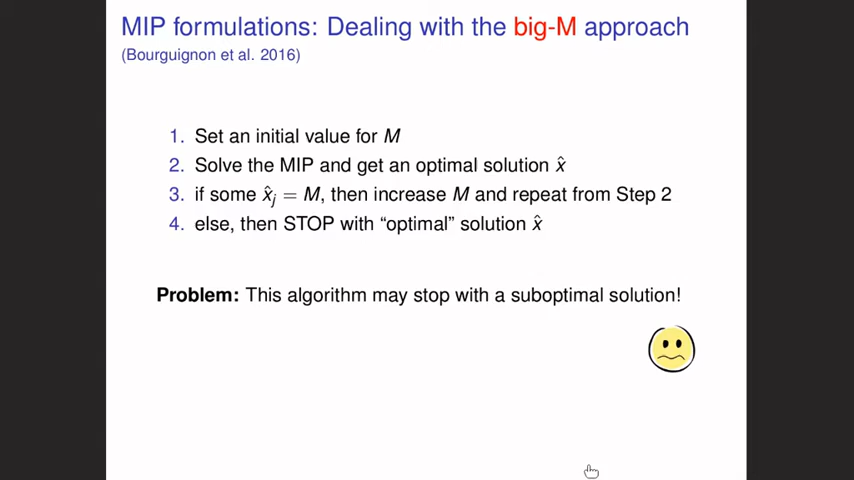 MIP formulations: Dealing with the big-M approach
(Bourguignon et al. 2016)
1. Set an initial value for M
2. Solve the MIP and get an optimal solution x̂
3. if some x̂ⱼ = M, then increase M and repeat from Step 2
4. else, then STOP with “optimal” solution x̂
Problem: This algorithm may stop with a suboptimal solution!